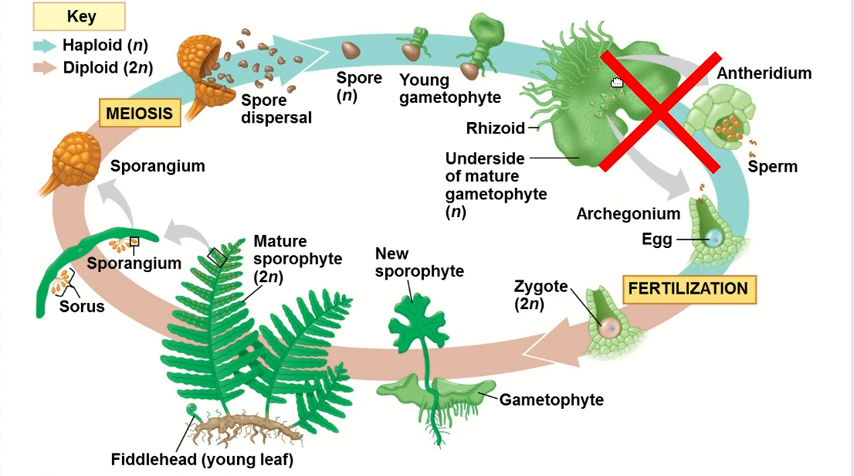 Key
Haploid (n)
Diploid (2n)
MEIOSIS
Spore
dispersal
Spore
(n)
Young
gametophyte
Rhizoid
Underside
of mature
gametophyte
(n)
Antheridium
Sperm
Archegonium
Egg
FERTILIZATION
Zygote
(2n)
New
sporophyte
Gametophyte
Mature
sporophyte
(2n)
Sporangium
Sporangium
Sorus
Fiddlehead (young leaf)